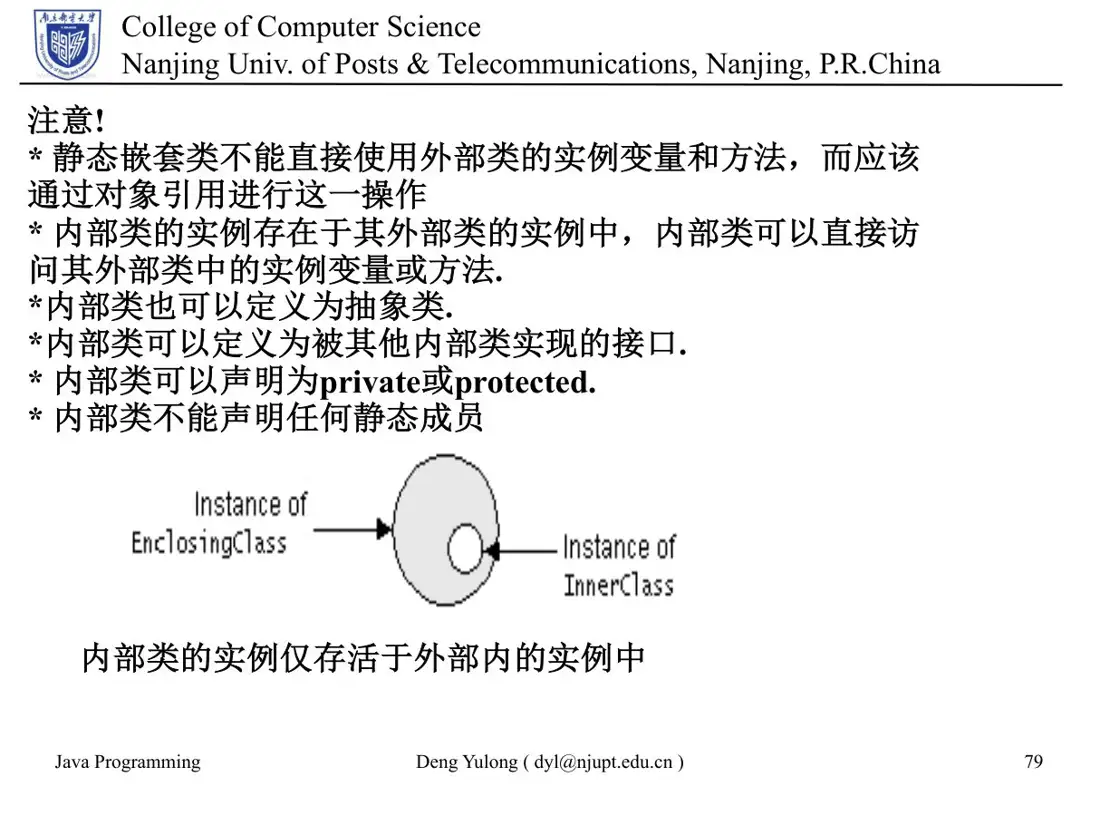 College of Computer Science
Nanjing Univ. of Posts & Telecommunications, Nanjing, P.R.China
注意!
* 静态嵌套类不能直接使用外部类的实例变量和方法，而应该
通过对象引用进行这一操作
* 内部类的实例存在于其外部类的实例中，内部类可以直接访
问其外部类中的实例变量或方法.
*内部类也可以定义为抽象类.
*内部类可以定义为被其他内部类实现的接口.
* 内部类可以声明为private或protected.
* 内部类不能声明任何静态成员
Instance of
EnclosingClass
Instance of
InnerClass
内部类的实例仅存活于外部内的实例中
Java Programming
Deng Yulong ( dyl@njupt.edu.cn )
79